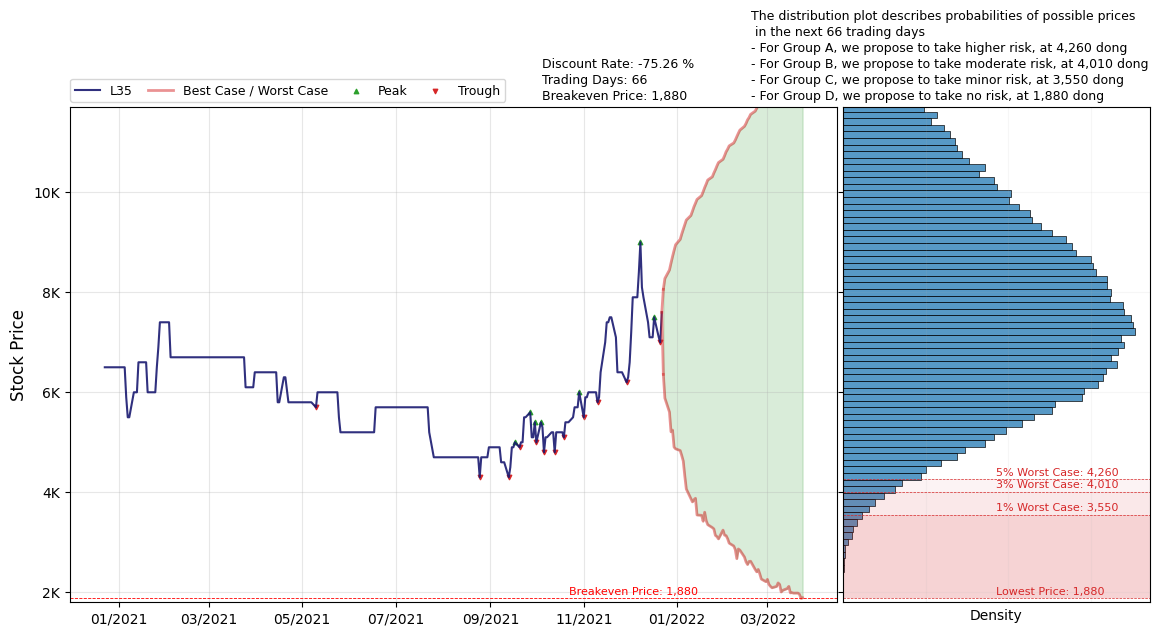 The distribution plot describes probabilities of possible prices
in the next 66 trading days
- For Group A, we propose to take higher risk, at 4,260 dong
- For Group B, we propose to take moderate risk, at 4,010 dong
- For Group C, we propose to take minor risk, at 3,550 dong
- For Group D, we propose to take no risk, at 1,880 dong
Discount Rate: -75.26 %
Trading Days: 66
Breakeven Price: 1,880
L35
Best Case / Worst Case
Peak
Trough
Stock Price
10K
8K
6K
4K
2K
5% Worst Case: 4,260
3% Worst Case: 4,010
1% Worst Case: 3,550
Breakeven Price: 1,880
Lowest Price: 1,880
01/2021
03/2021
05/2021
07/2021
09/2021
11/2021
01/2022
03/2022
Density